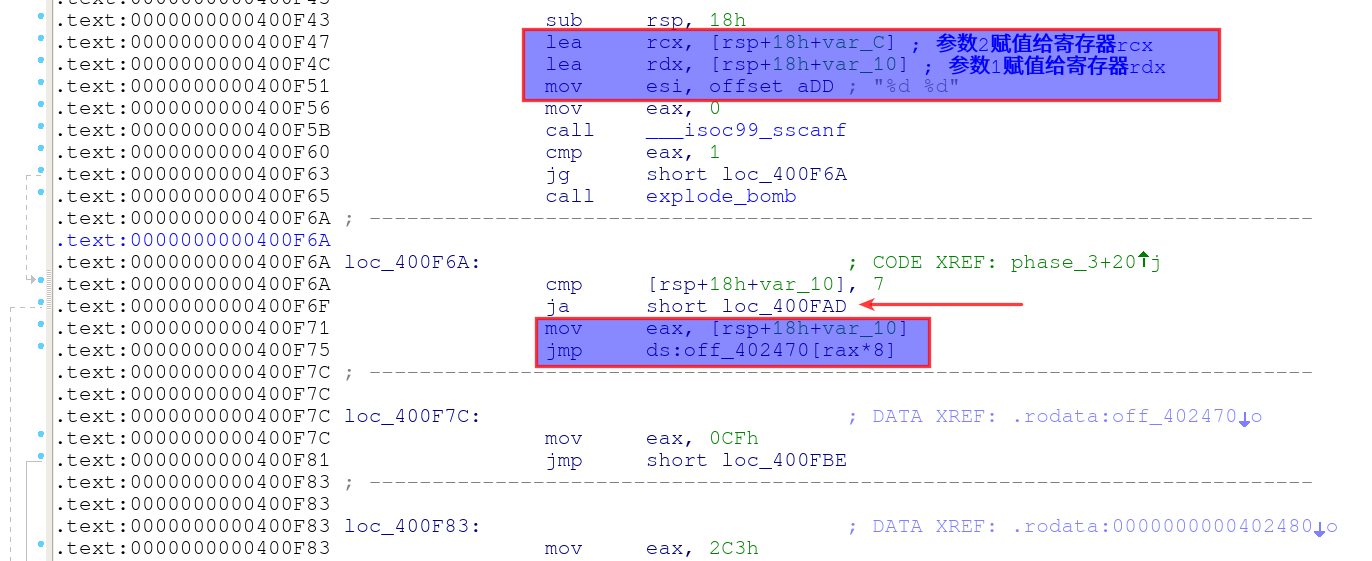 .text:0000000000400F43 sub rsp, 18h
.text:0000000000400F47 lea rcx, [rsp+18h+var_C] ; 参数2赋值给寄存器rcx
.text:0000000000400F4C lea rdx, [rsp+18h+var_10] ; 参数1赋值给寄存器rdx
.text:0000000000400F51 mov esi, offset aDD ; "%d %d"
.text:0000000000400F56 mov eax, 0
.text:0000000000400F5B call ___isoc99_sscanf
.text:0000000000400F60 cmp eax, 1
.text:0000000000400F63 jg short loc_400F6A
.text:0000000000400F65 call explode_bomb
.text:0000000000400F6A ; ---------------------------------------------------------------------------
.text:0000000000400F6A
.text:0000000000400F6A loc_400F6A: ; CODE XREF: phase_3+20↑j
.text:0000000000400F6A cmp [rsp+18h+var_10], 7
.text:0000000000400F6F ja short loc_400FAD
.text:0000000000400F71 mov eax, [rsp+18h+var_10]
.text:0000000000400F75 jmp ds:off_402470[rax*8]
.text:0000000000400F7C ; ---------------------------------------------------------------------------
.text:0000000000400F7C
.text:0000000000400F7C loc_400F7C: ; DATA XREF: .rodata:off_402470↓o
.text:0000000000400F7C mov eax, 0CFh
.text:0000000000400F81 jmp short loc_400FBE
.text:0000000000400F83 ; ---------------------------------------------------------------------------
.text:0000000000400F83
.text:0000000000400F83 loc_400F83: ; DATA XREF: .rodata:0000000000402480↓o
.text:0000000000400F83 mov eax, 2C3h